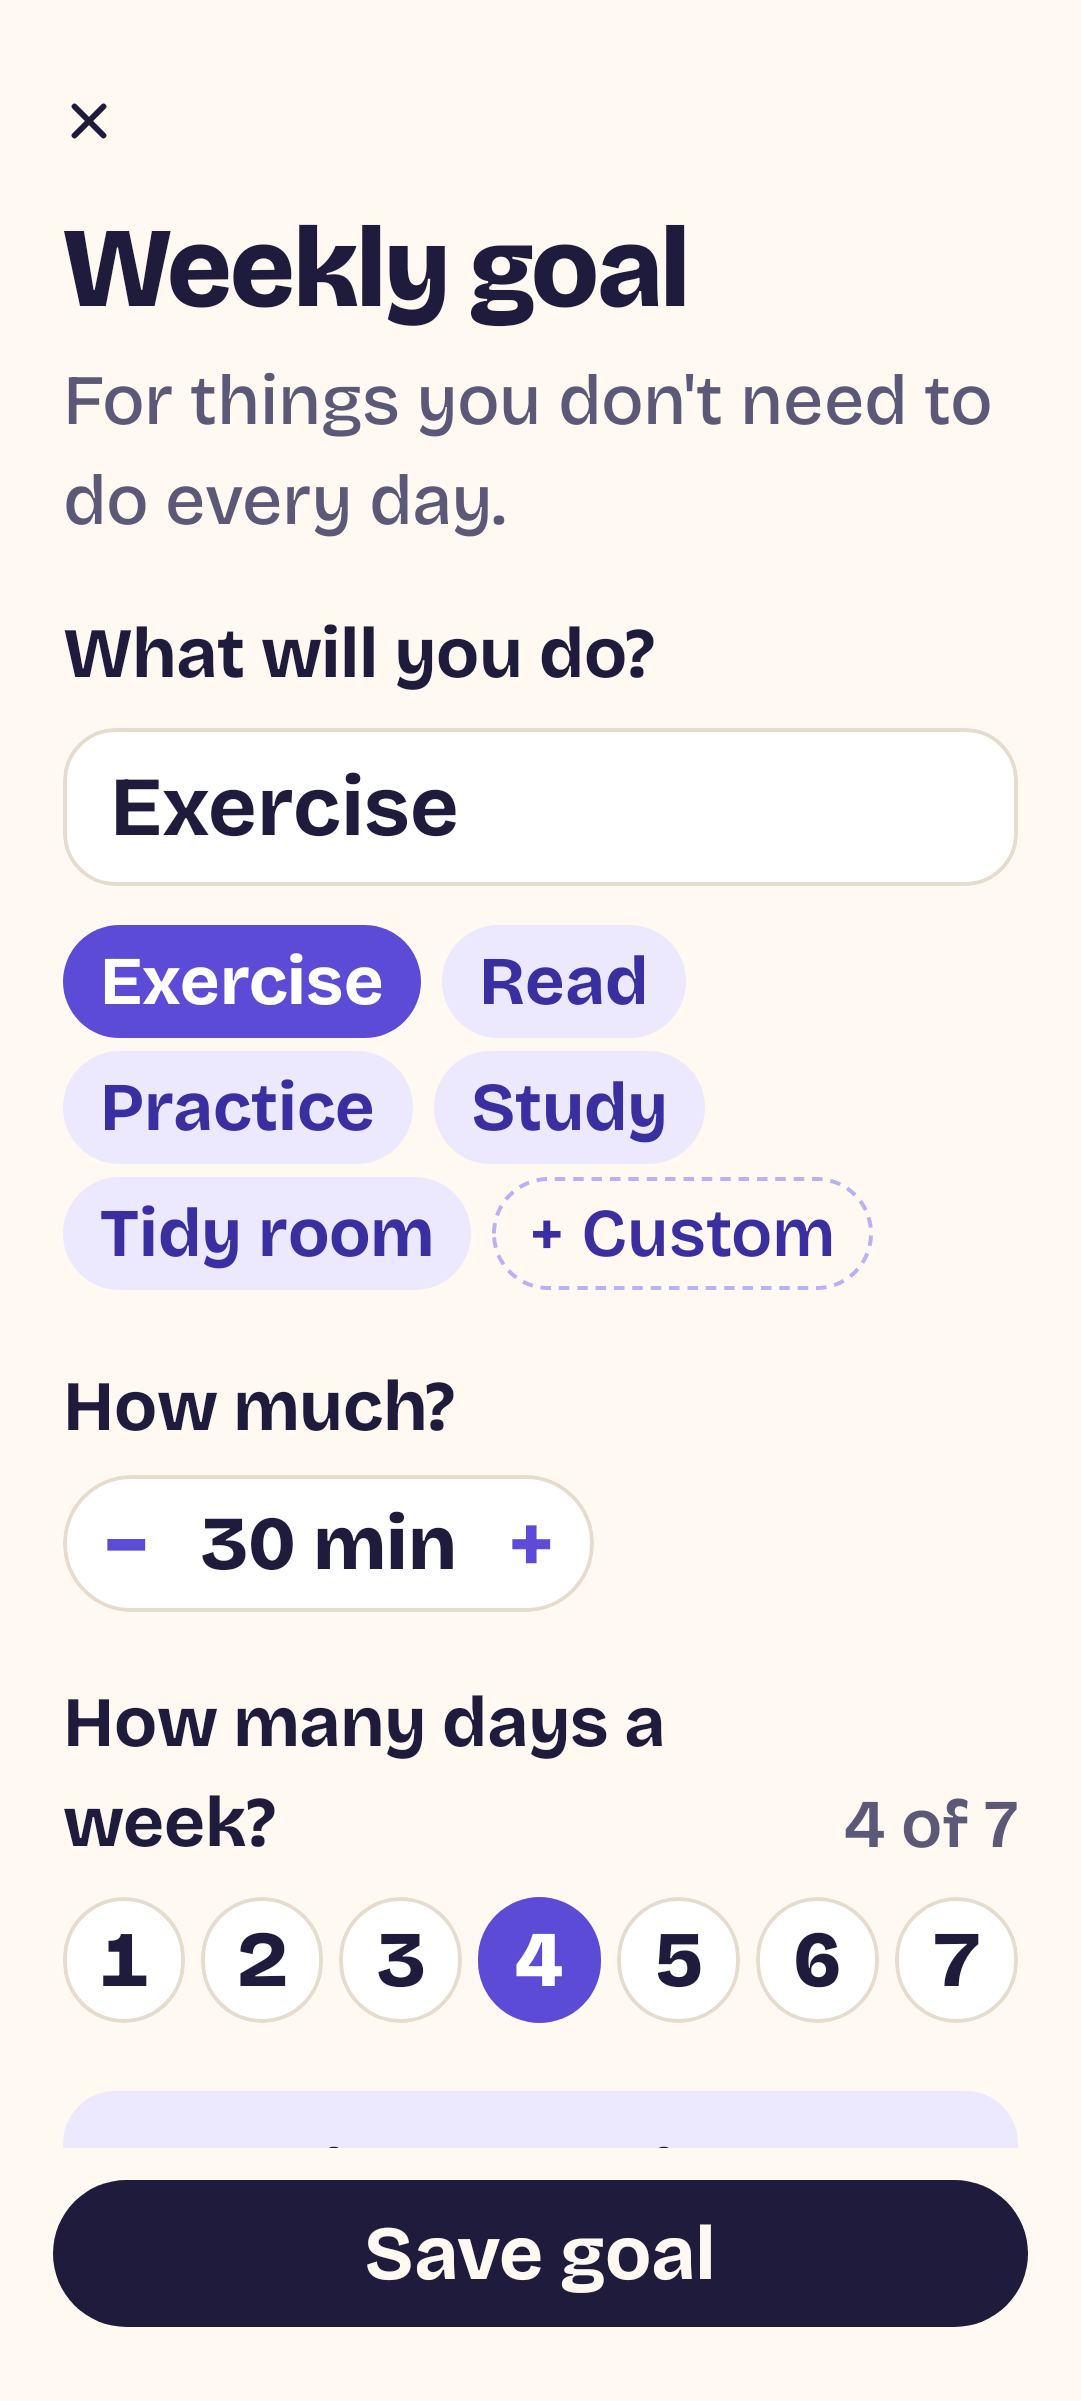 Weekly goal
For things you don't need to
do every day.
What will you do?
Exercise
Exercise Read
Practice Study
Tidy room + Custom
How much?
− 30 min +
How many days a
week? 4 of 7
1 2 3 4 5 6 7
Save goal